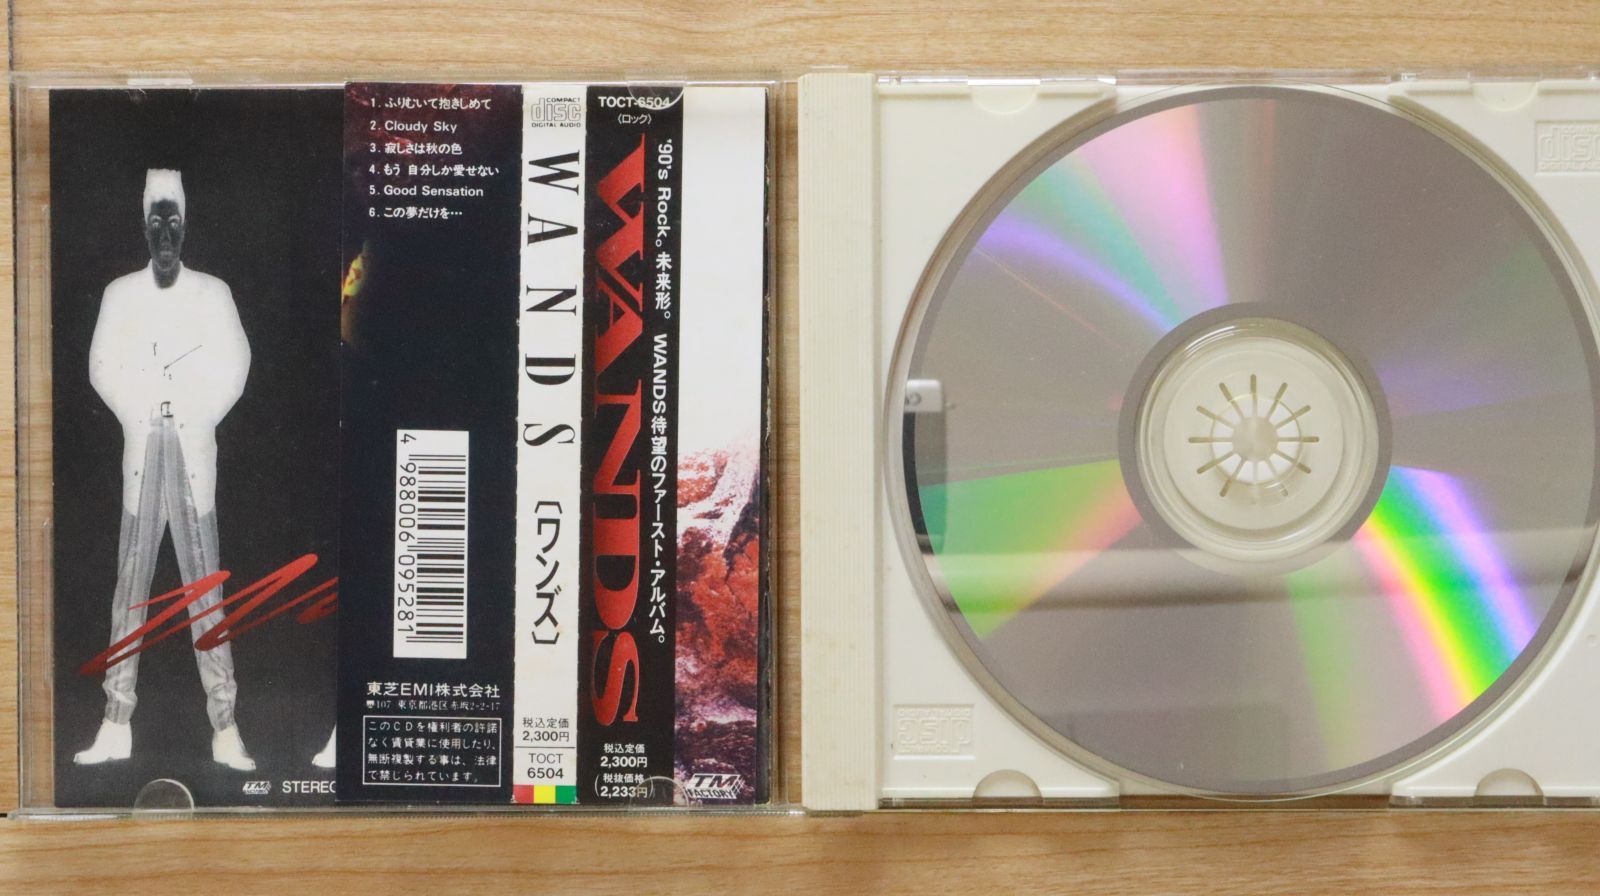 1. ふりむいて抱きしめて
2. Cloudy Sky
3. 寂しさは秋の色
4. もう 自分しか愛せない
5. Good Sensation
6. この夢だけを…
4 988006 095281
東芝EMI株式会社
〒107 東京都港区赤坂2-2-17
このCDを権利者の許諾
なく賃貸業に使用したり、
無断複製する事は、法律
で禁じられています。
COMPACT
disc
DIGITAL AUDIO
WANDS
〔ワンズ〕
税込定価
2,300円
TOCT
6504
TOCT-6504
〈ロック〉
'90's Rock。未来形。 WANDS待望のファースト・アルバム。
WANDS
税込定価
2,300円
(税抜価格
2,233円)
TM
FACTORY
TM
STEREO